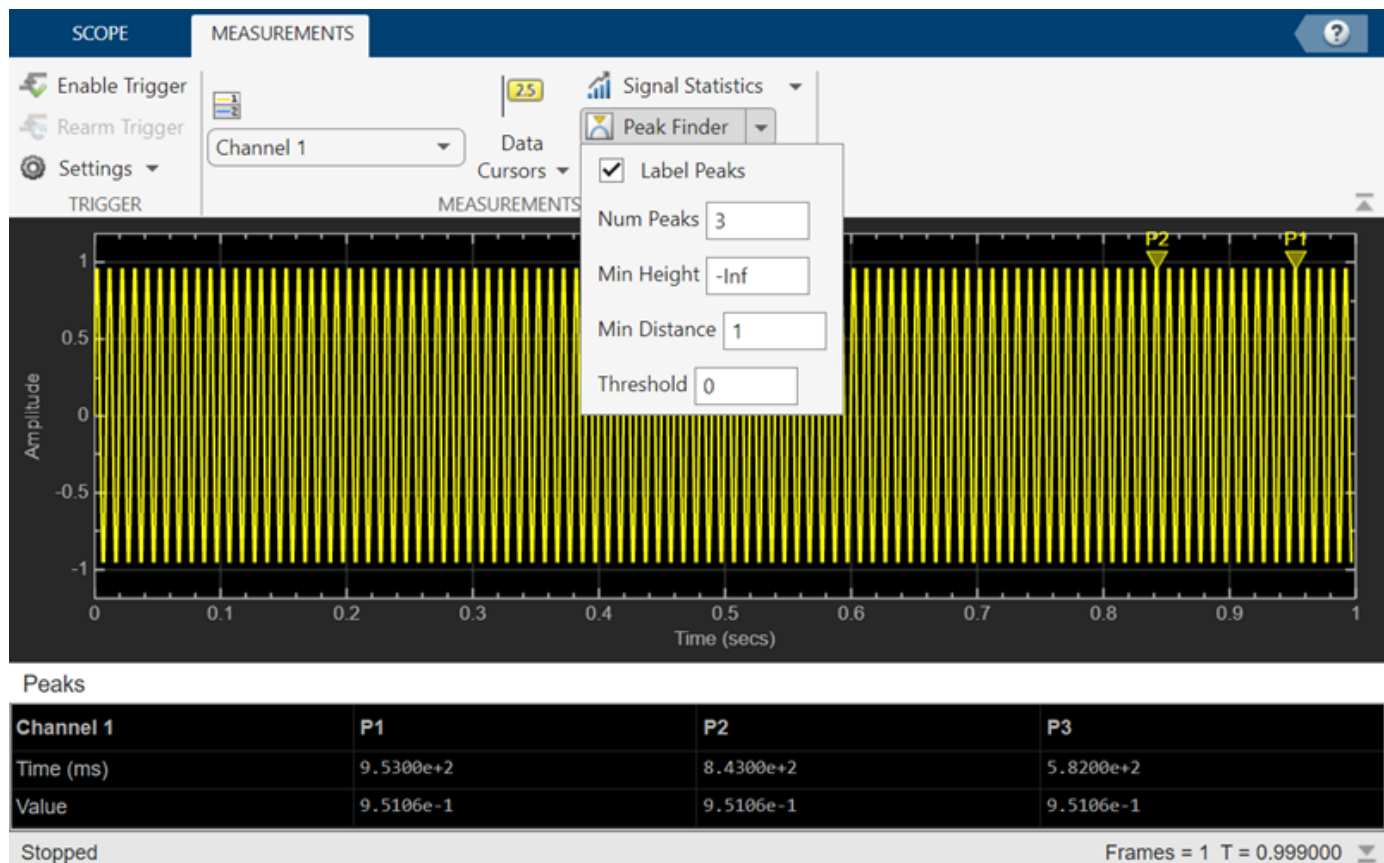 SCOPE MEASUREMENTS ?
Enable Trigger
Rearm Trigger
Settings
TRIGGER
1
2
Channel 1
2.5
Data
Cursors
Signal Statistics
Peak Finder
MEASUREMENTS
Label Peaks
Num Peaks 3
Min Height -Inf
Min Distance 1
Threshold 0
P2 P1
1
0.5
0
-0.5
-1
Amplitude
0 0.1 0.2 0.3 0.4 0.5 0.6 0.7 0.8 0.9 1
Time (secs)
Peaks
Channel 1 P1 P2 P3
Time (ms) 9.5300e+2 8.4300e+2 5.8200e+2
Value 9.5106e-1 9.5106e-1 9.5106e-1
Stopped Frames = 1 T = 0.999000